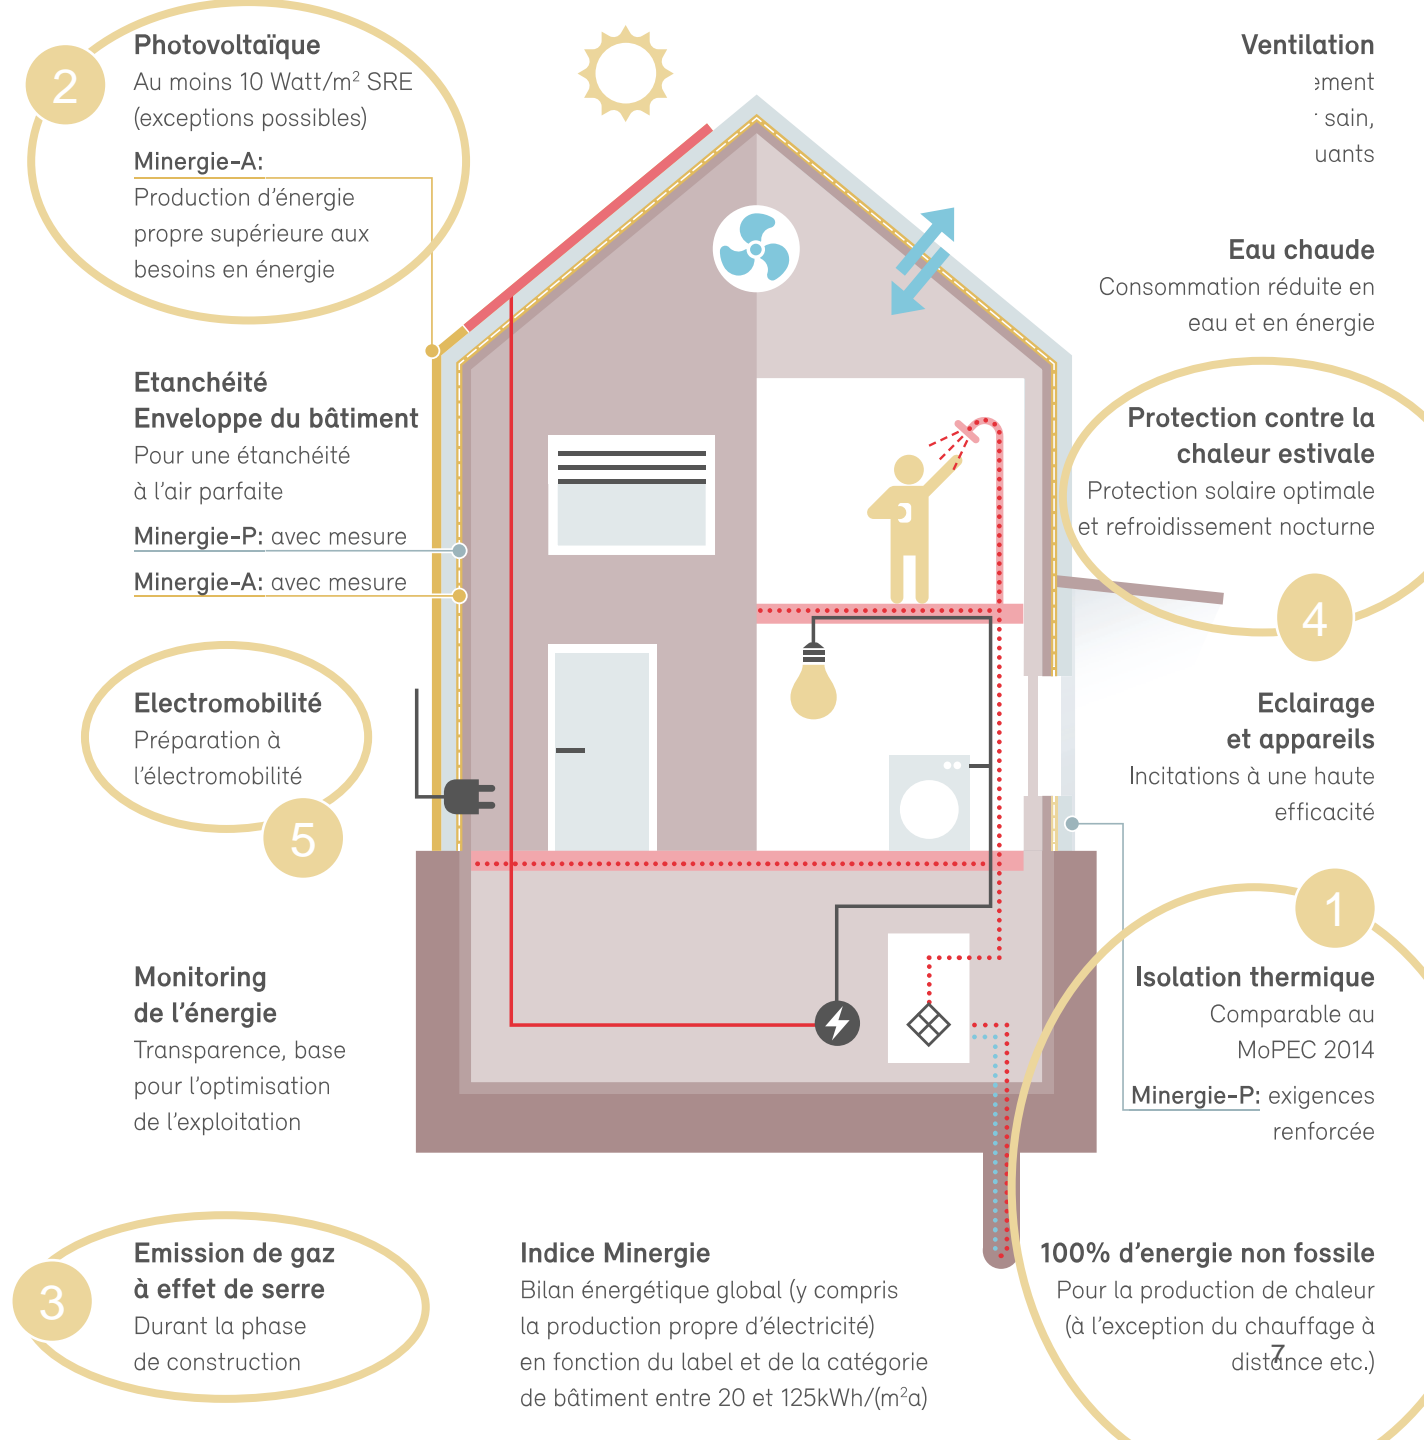 2
Photovoltaïque
Au moins 10 Watt/m² SRE
(exceptions possibles)
Minergie-A:
Production d’énergie
propre supérieure aux
besoins en énergie
Etanchéité
Enveloppe du bâtiment
Pour une étanchéité
à l’air parfaite
Minergie-P: avec mesure
Minergie-A: avec mesure
Electromobilité
Préparation à
l’électromobilité
5
Monitoring
de l’énergie
Transparence, base
pour l’optimisation
de l’exploitation
3
Emission de gaz
à effet de serre
Durant la phase
de construction
Indice Minergie
Bilan énergétique global (y compris
la production propre d’électricité)
en fonction du label et de la catégorie
de bâtiment entre 20 et 125kWh/(m²a)
Ventilation
sain,
Eau chaude
Consommation réduite en
eau et en énergie
Protection contre la
chaleur estivale
Protection solaire optimale
et refroidissement nocturne
4
Eclairage
et appareils
Incitations à une haute
efficacité
1
Isolation thermique
Comparable au
MoPEC 2014
Minergie-P: exigences
renforcée
100% d’energie non fossile
Pour la production de chaleur
(à l’exception du chauffage à
distance etc.)
7